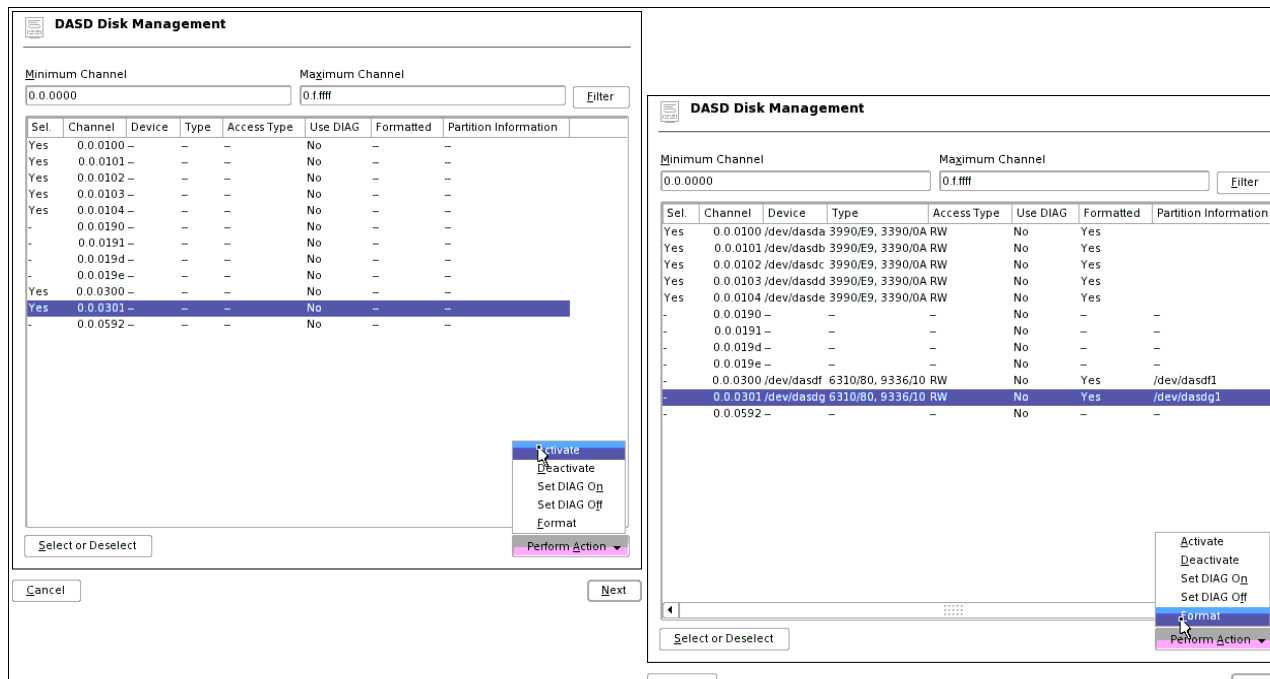 DASD Disk Management
Minimum Channel Maximum Channel
0.0.0000 0.f.ffff Filter
Sel. Channel Device Type Access Type Use DIAG Formatted Partition Information
Yes 0.0.0100 -- -- -- No -- --
Yes 0.0.0101 -- -- -- No -- --
Yes 0.0.0102 -- -- -- No -- --
Yes 0.0.0103 -- -- -- No -- --
Yes 0.0.0104 -- -- -- No -- --
- 0.0.0190 -- -- -- No -- --
- 0.0.0191 -- -- -- No -- --
- 0.0.019d -- -- -- No -- --
- 0.0.019e -- -- -- No -- --
Yes 0.0.0300 -- -- -- No -- --
Yes 0.0.0301 -- -- -- No -- --
- 0.0.0592 -- -- -- No -- --
Activate
Deactivate
Set DIAG On
Set DIAG Off
Format
Select or Deselect Perform Action
Cancel Next
DASD Disk Management
Minimum Channel Maximum Channel
0.0.0000 0.f.ffff Filter
Sel. Channel Device Type Access Type Use DIAG Formatted Partition Information
Yes 0.0.0100 /dev/dasda 3990/E9, 3390/0A RW No Yes
Yes 0.0.0101 /dev/dasdb 3990/E9, 3390/0A RW No Yes
Yes 0.0.0102 /dev/dasdc 3990/E9, 3390/0A RW No Yes
Yes 0.0.0103 /dev/dasdd 3990/E9, 3390/0A RW No Yes
Yes 0.0.0104 /dev/dasde 3990/E9, 3390/0A RW No Yes
- 0.0.0190 -- -- -- No -- --
- 0.0.0191 -- -- -- No -- --
- 0.0.019d -- -- -- No -- --
- 0.0.019e -- -- -- No -- --
- 0.0.0300 /dev/dasdf 6310/80, 9336/10 RW No Yes /dev/dasdf1
- 0.0.0301 /dev/dasdg 6310/80, 9336/10 RW No Yes /dev/dasdg1
- 0.0.0592 -- -- -- No -- --
Activate
Deactivate
Set DIAG On
Set DIAG Off
Format
Select or Deselect Perform Action